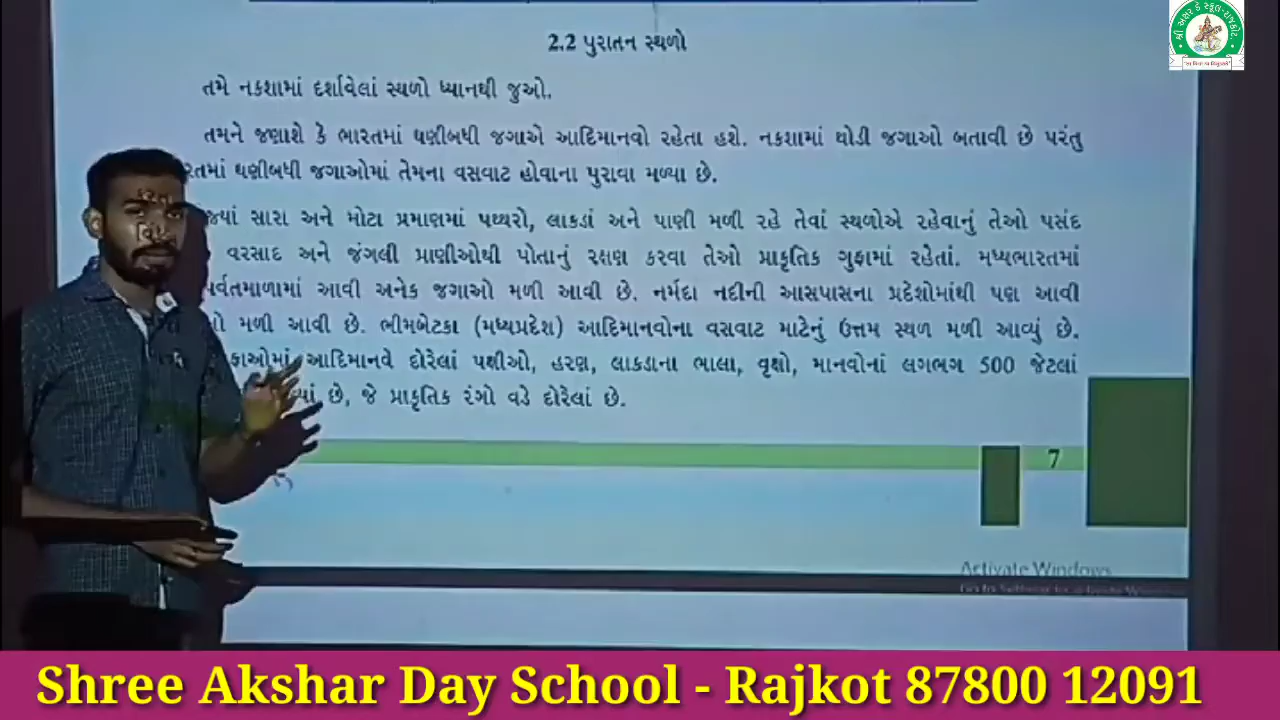 2.2 પુરાતન સ્થળો
તમે નકશામાં દર્શાવેલાં સ્થળો ધ્યાનથી જુઓ.
તમને જણાશે કે ભારતમાં ઘણીબધી જગાએ આદિમાનવો રહેતા હશે. નકશામાં થોડી જગાઓ બતાવી છે પરંતુ
રતમાં ઘણીબધી જગાઓમાં તેમના વસવાટ હોવાના પુરાવા મળ્યા છે.
જ્યાં સારા અને મોટા પ્રમાણમાં પથ્થરો, લાકડાં અને પાણી મળી રહે તેવાં સ્થળોએ રહેવાનું તેઓ પસંદ
વરસાદ અને જંગલી પ્રાણીઓથી પોતાનું રક્ષણ કરવા તેઓ પ્રાકૃતિક ગુફામાં રહેતાં. મધ્યભારતમાં
પર્વતમાળામાં આવી અનેક જગાઓ મળી આવી છે. નર્મદા નદીની આસપાસના પ્રદેશોમાંથી પણ આવી
મળી આવી છે. ભીમબેટકા (મધ્યપ્રદેશ) આદિમાનવોના વસવાટ માટેનું ઉત્તમ સ્થળ મળી આવ્યું છે.
આદિમાનવે દોરેલાં પક્ષીઓ, હરણ, લાકડાના ભાલા, વૃક્ષો, માનવોનાં લગભગ 500 જેટલાં
છે, જે પ્રાકૃતિક રંગો વડે દોરેલાં છે.
7
Activate Windows
શ્રી અક્ષર ડે સ્કૂલ-રાજકોટ
Shree Akshar Day School - Rajkot 87800 12091